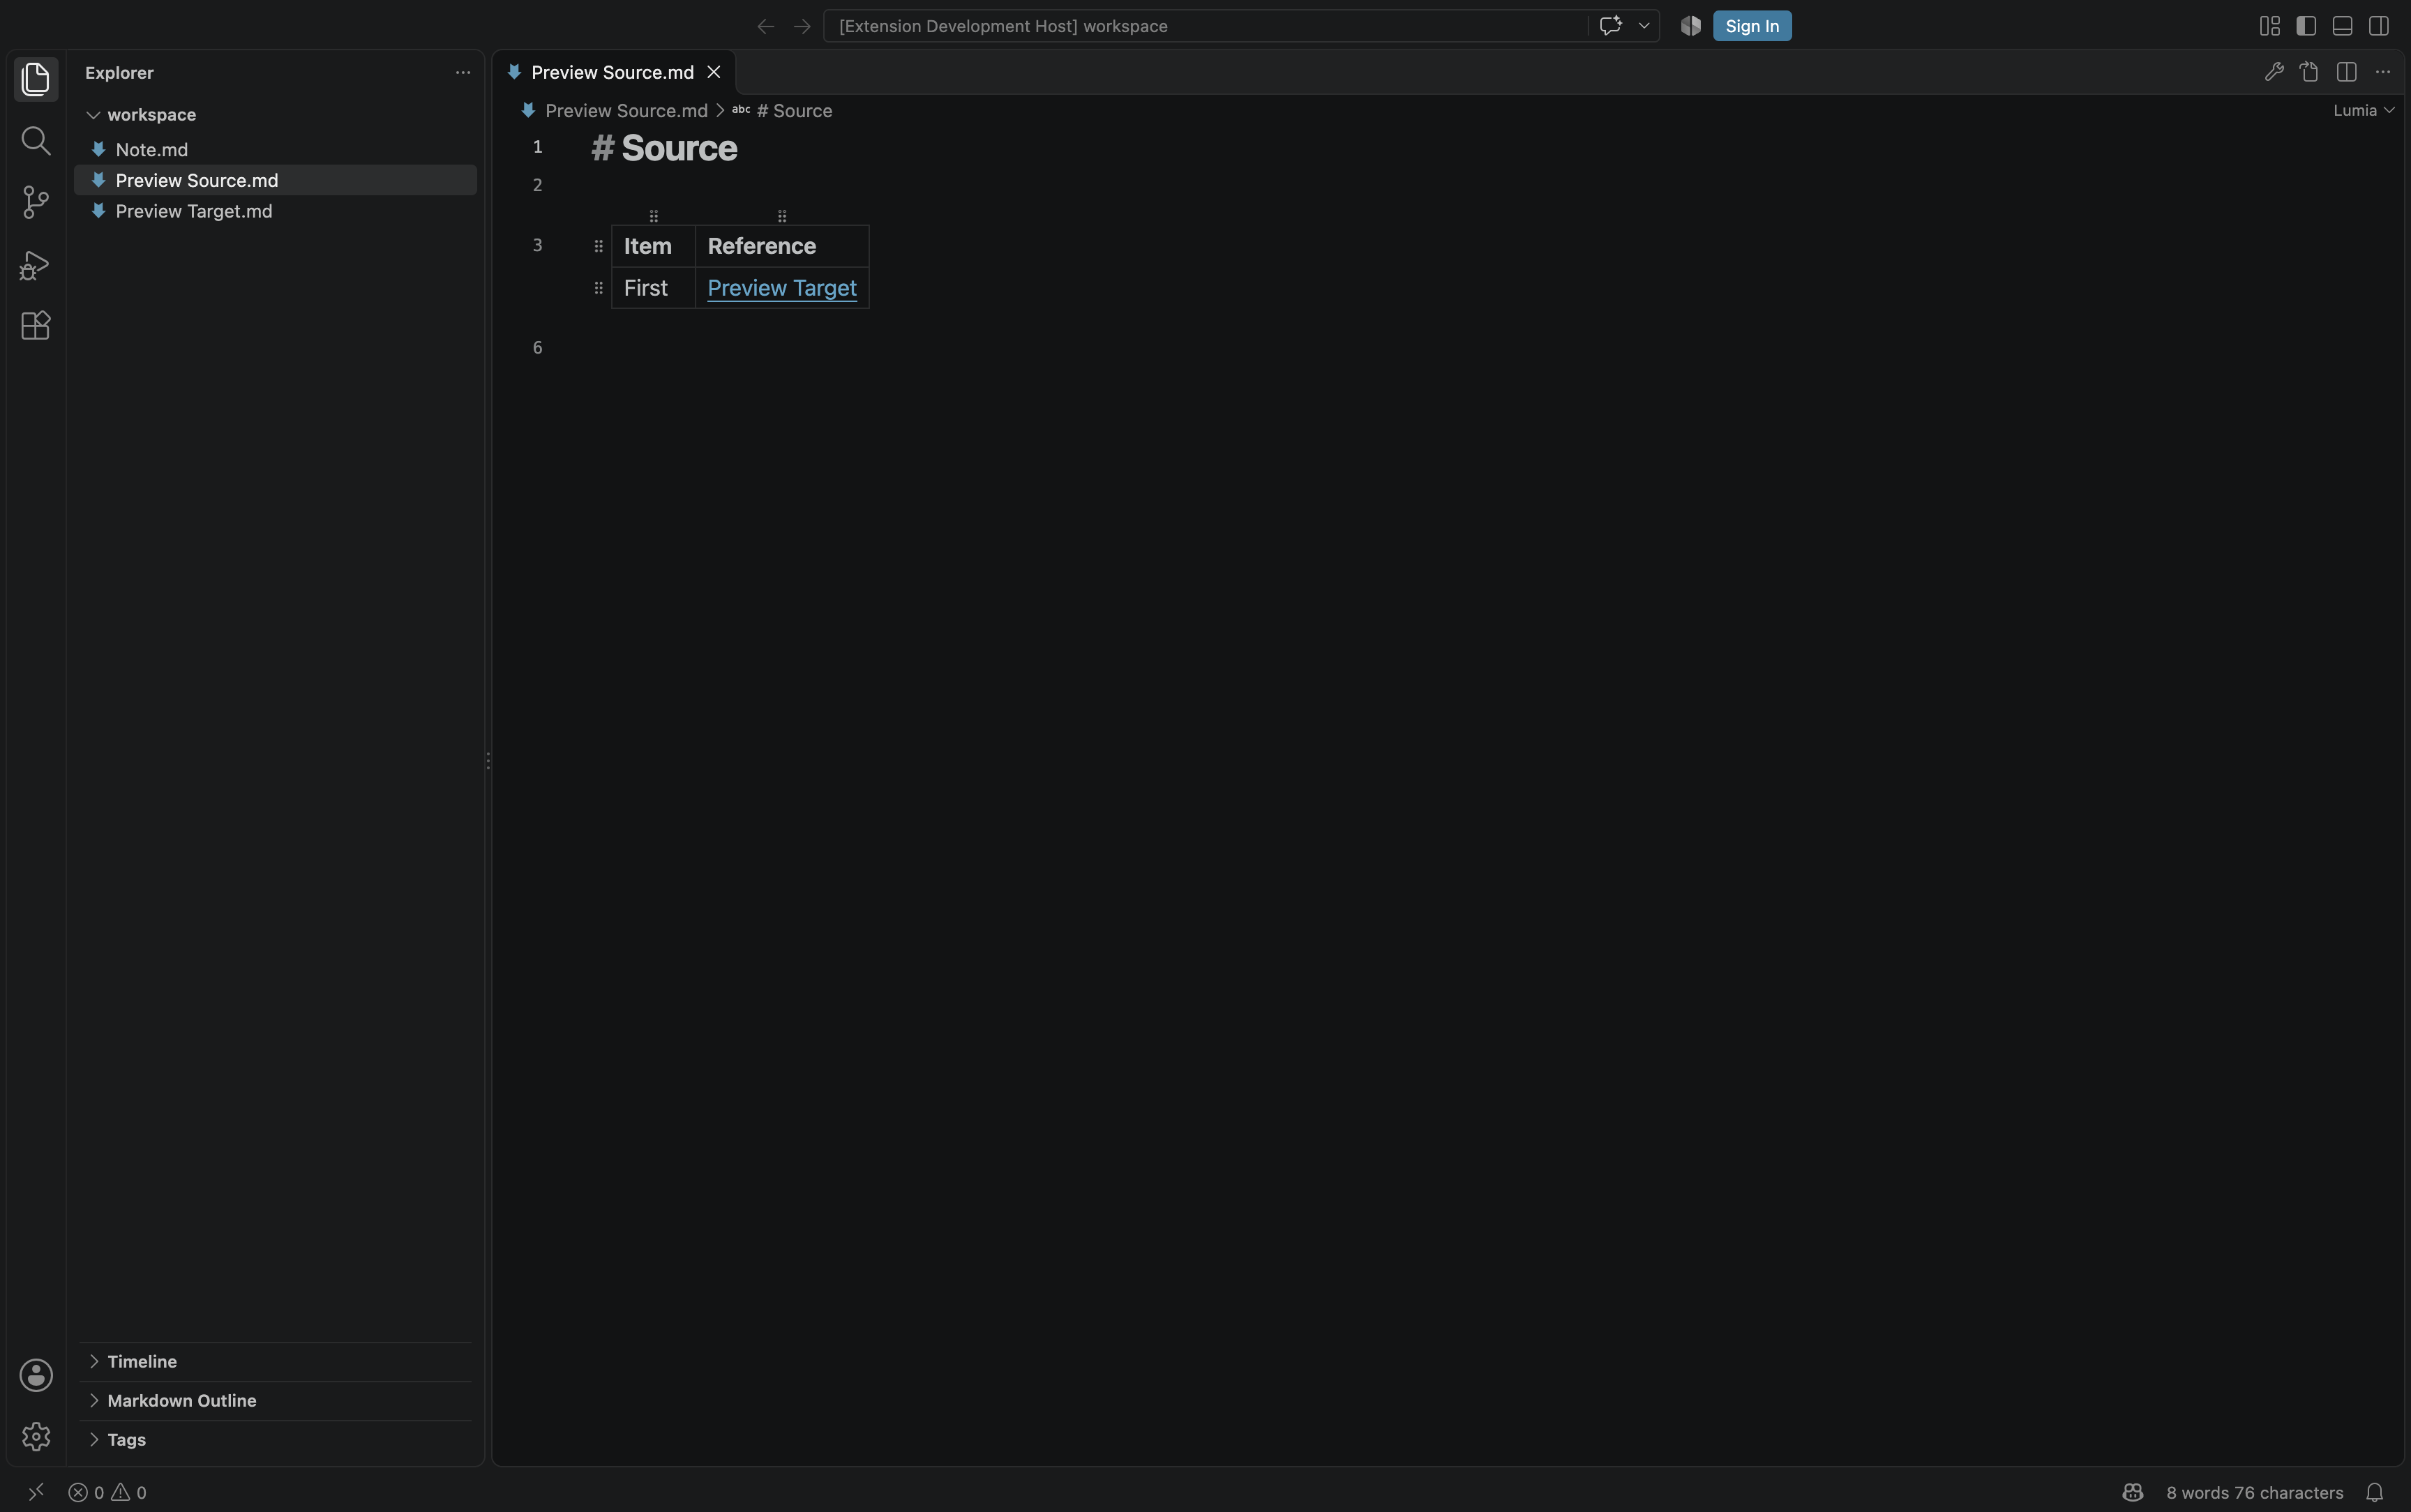 [Extension Development Host] workspace
Sign In
Explorer
Preview Source.md
workspace
Preview Source.md > abc # Source
Lumia
Note.md
Preview Source.md
Preview Target.md
1 # Source
2
3 Item Reference
First Preview Target
6
Timeline
Markdown Outline
Tags
0 0
8 words 76 characters